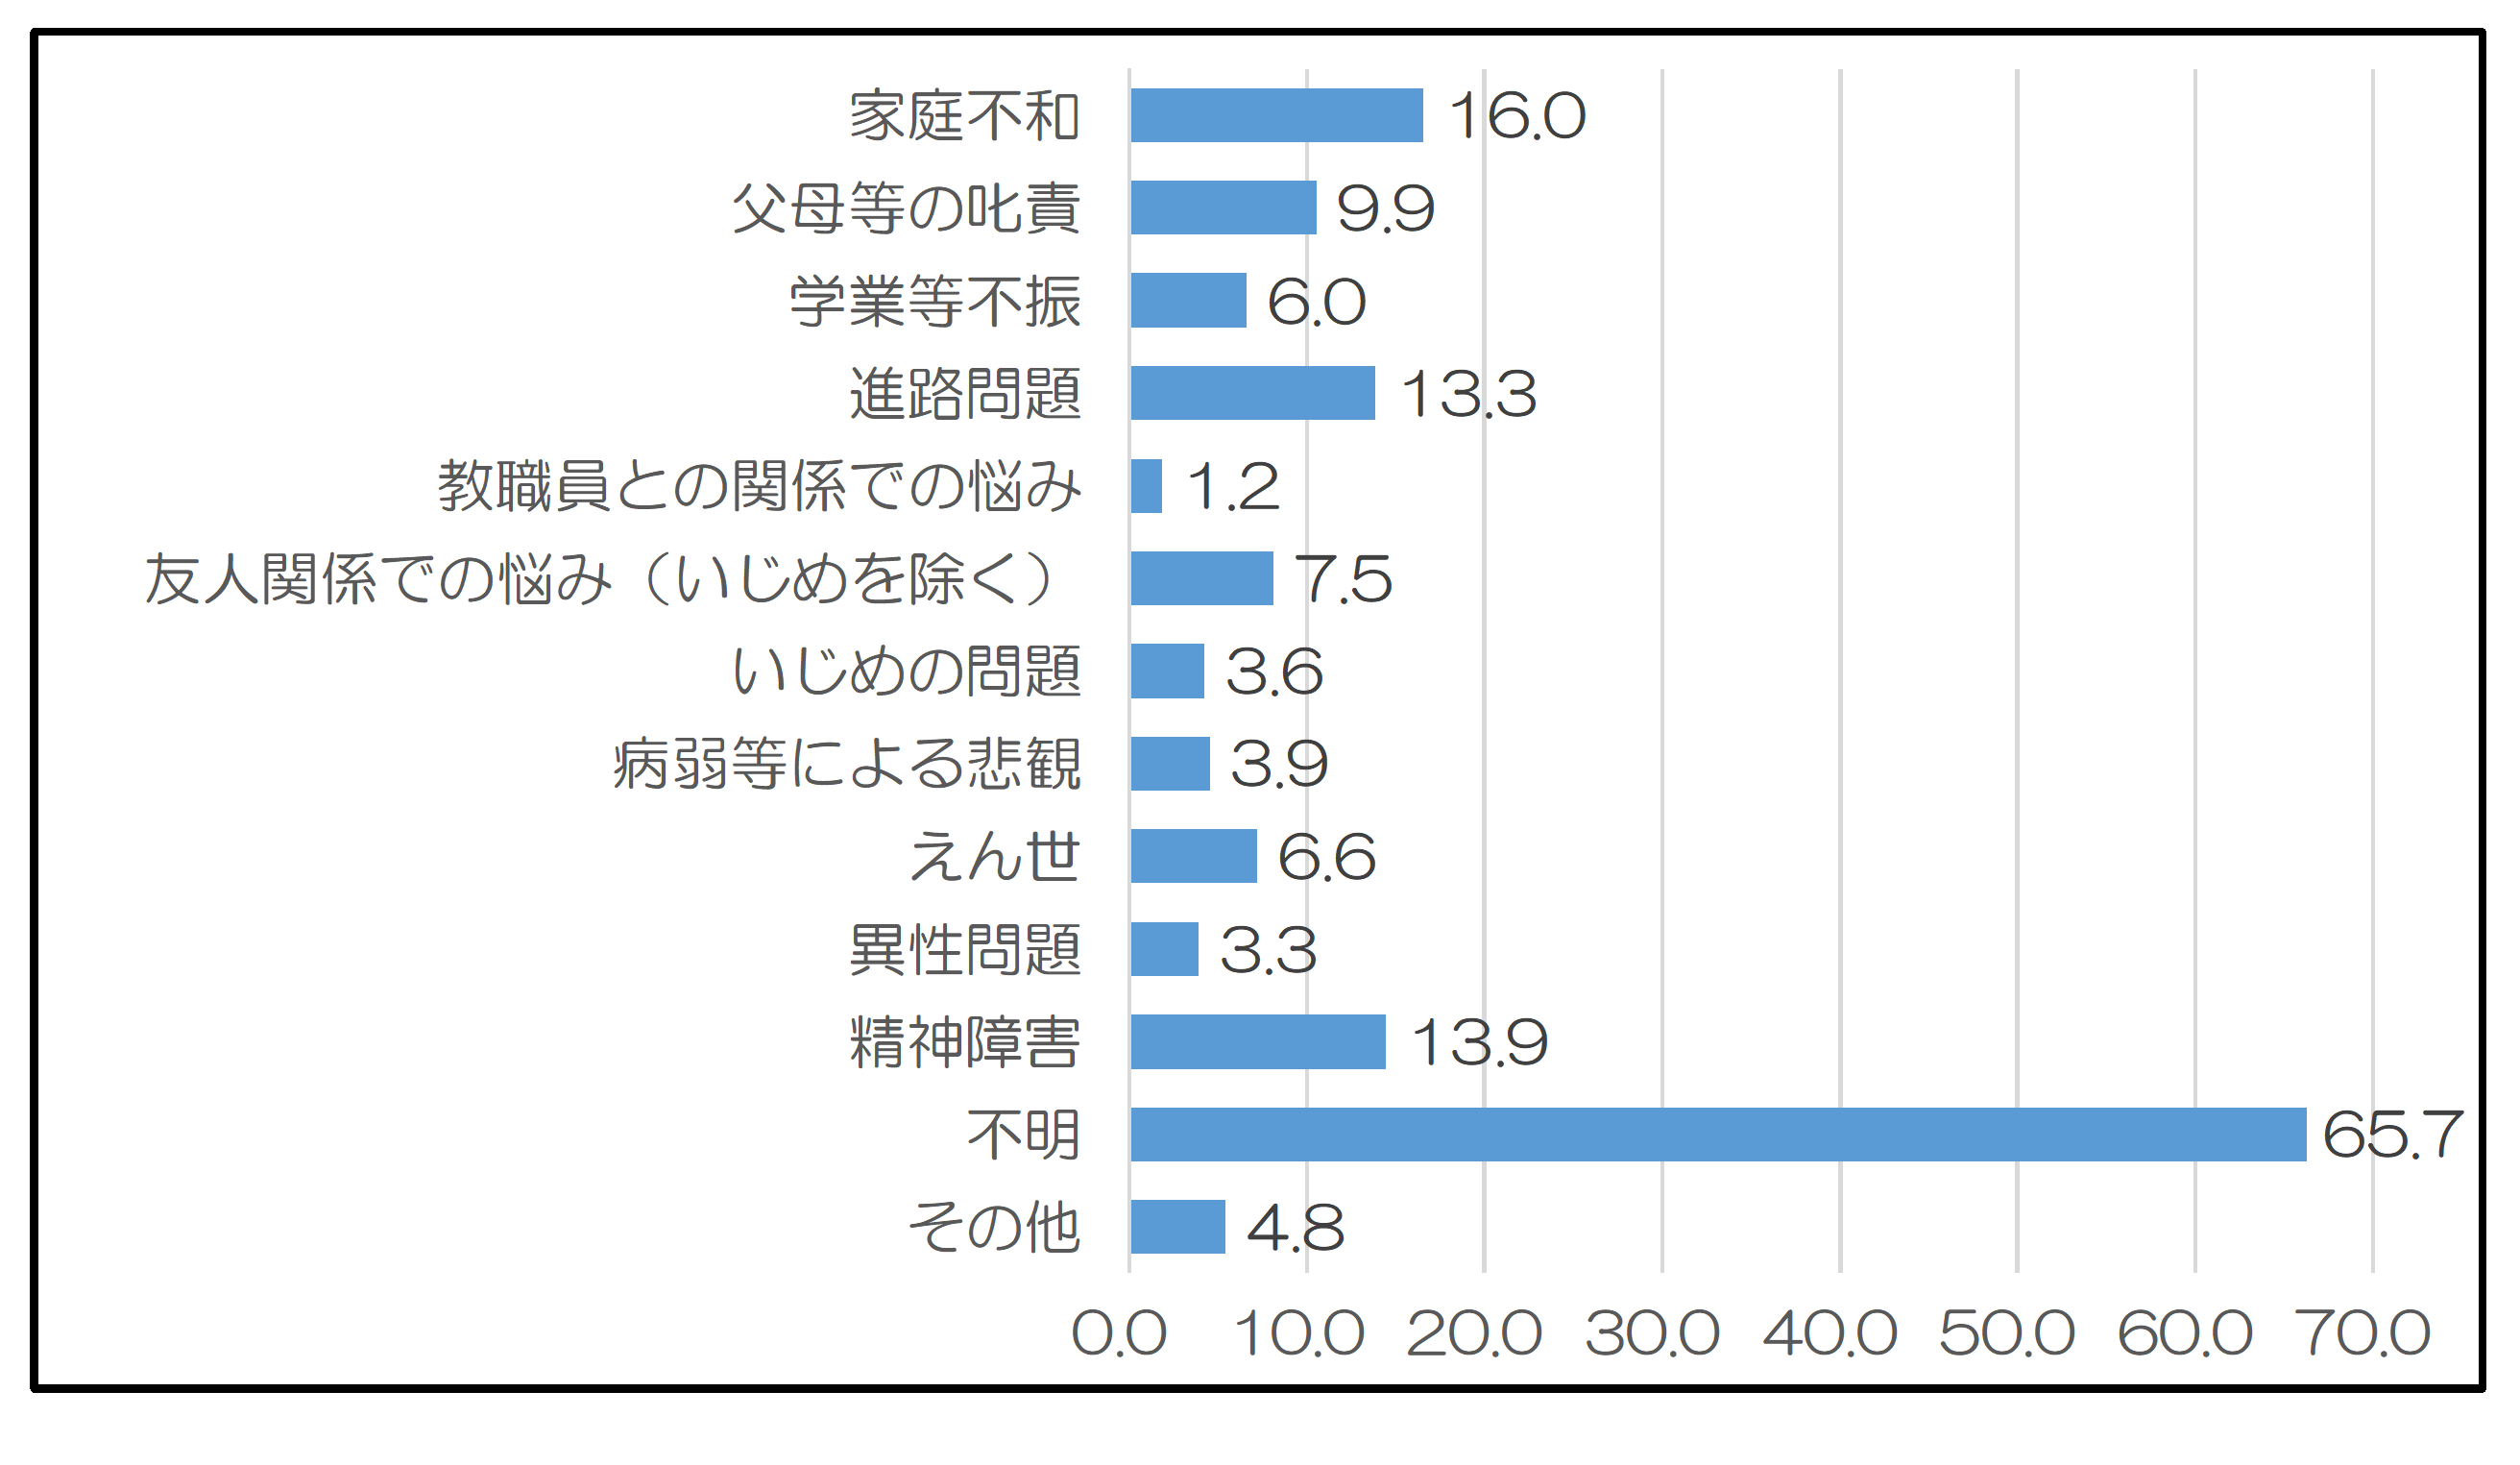 家庭不和 16.0
父母等の叱責 9.9
学業等不振 6.0
進路問題 13.3
教職員との関係での悩み 1.2
友人関係での悩み（いじめを除く） 7.5
いじめの問題 3.6
病弱等による悲観 3.9
えん世 6.6
異性問題 3.3
精神障害 13.9
不明 65.7
その他 4.8
0.0 10.0 20.0 30.0 40.0 50.0 60.0 70.0